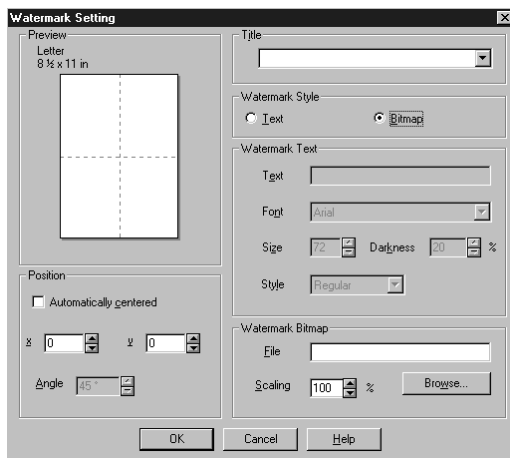 Watermark Setting
Preview
Letter
8 ½ x 11 in
Title
Watermark Style
Text
Bitmap
Watermark Text
Text
Font Arial
Size 72 Darkness 20 %
Style Regular
Position
Automatically centered
x 0 y 0
Angle 45 °
Watermark Bitmap
File
Scaling 100 % Browse...
OK Cancel Help